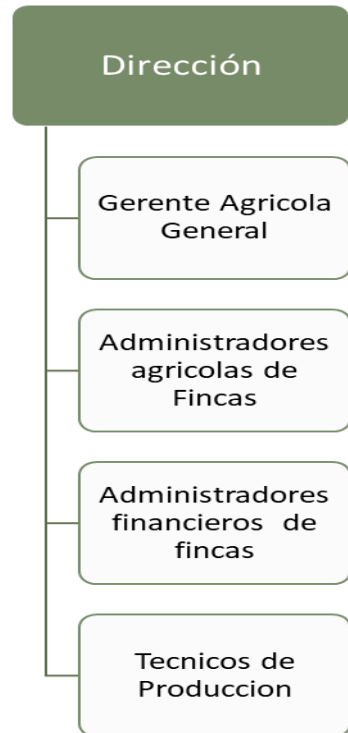 Dirección
Gerente Agricola
General
Administradores
agricolas de
Fincas
Administradores
financieros de
fincas
Tecnicos de
Produccion